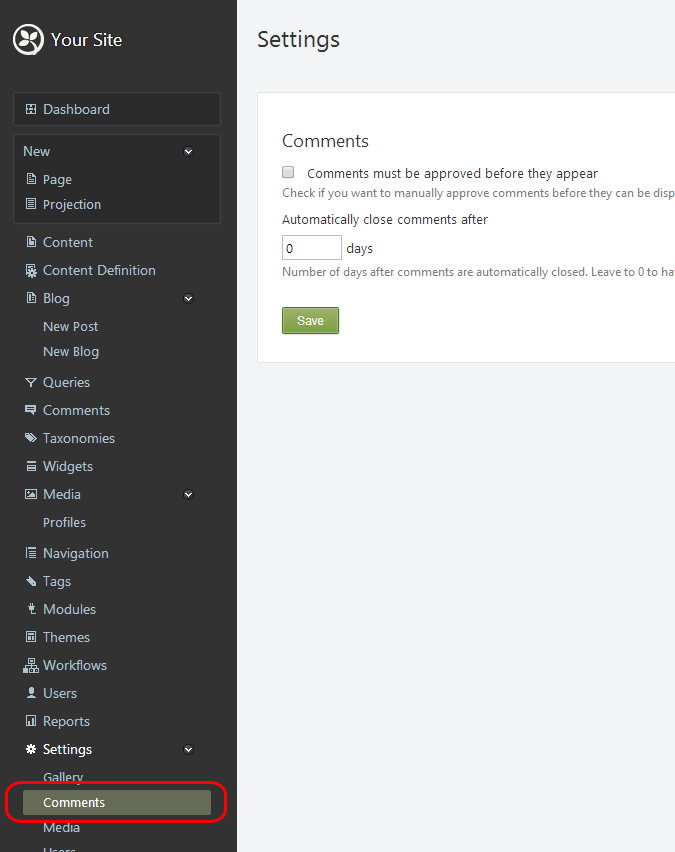 Your Site
Dashboard
New
Page
Projection
Content
Content Definition
Blog
New Post
New Blog
Queries
Comments
Taxonomies
Widgets
Media
Profiles
Navigation
Tags
Modules
Themes
Workflows
Users
Reports
Settings
Gallery
Comments
Media
Users
Settings
Comments
Comments must be approved before they appear
Check if you want to manually approve comments before they can be disp
Automatically close comments after
0 days
Number of days after comments are automatically closed. Leave to 0 to ha
Save